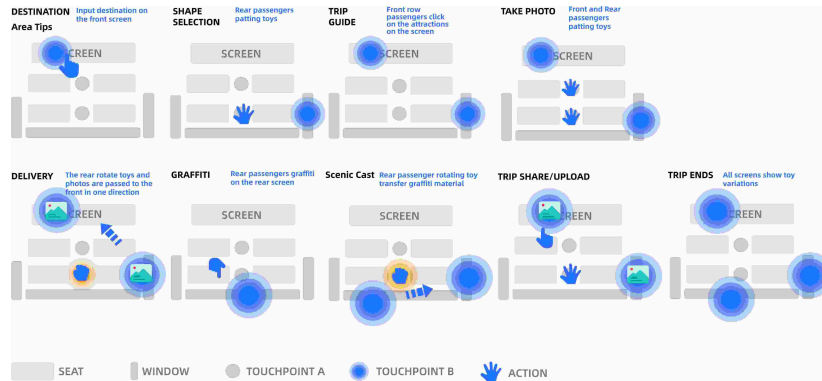 DESTINATION
Area Tips
Input destination on
the front screen
SCREEN
SHAPE
SELECTION
Rear passengers
patting toys
SCREEN
TRIP
GUIDE
Front row
passengers click
on the attractions
on the screen
SCREEN
TAKE PHOTO
Front and Rear
passengers
patting toys
SCREEN
DELIVERY
The rear rotate toys and
photos are passed to the
front in one direction
SCREEN
GRAFFITI
Rear passengers graffiti
on the rear screen
SCREEN
Scenic Cast
Rear passenger rotating toy
transfer graffiti material
SCREEN
TRIP SHARE/UPLOAD
SCREEN
TRIP ENDS
All screens show toy
variations
SCREEN
SEAT
WINDOW
TOUCHPOINT A
TOUCHPOINT B
ACTION